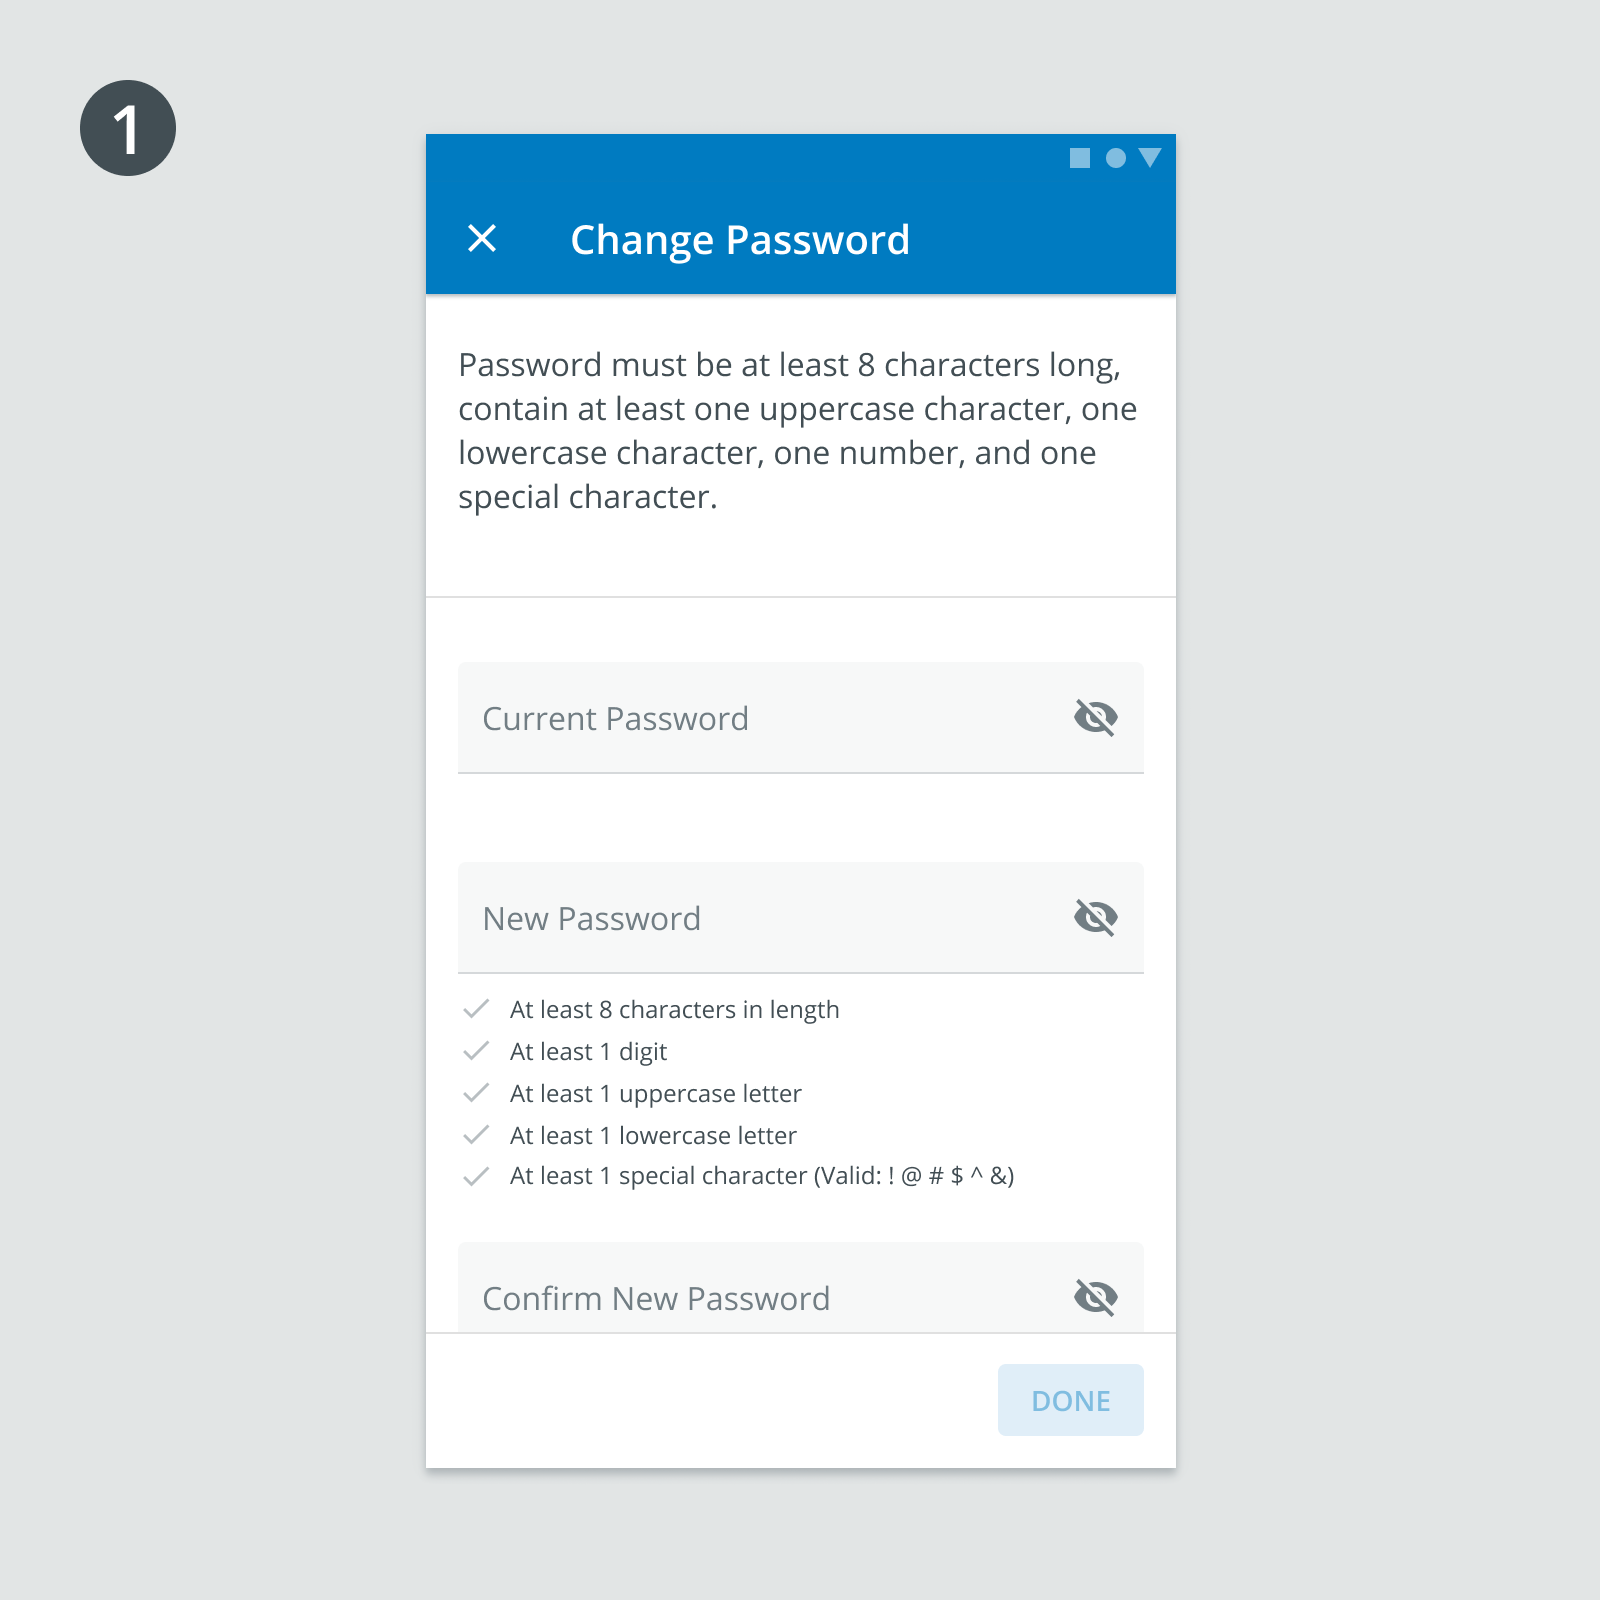 1
Change Password
Password must be at least 8 characters long,
contain at least one uppercase character, one
lowercase character, one number, and one
special character.
Current Password
New Password
At least 8 characters in length
At least 1 digit
At least 1 uppercase letter
At least 1 lowercase letter
At least 1 special character (Valid: ! @ # $ ^ &)
Confirm New Password
DONE